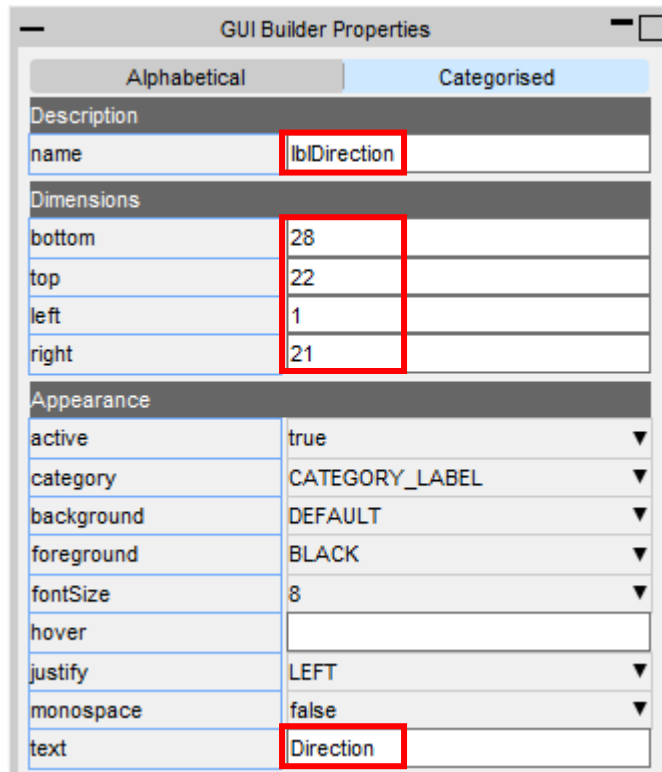 GUI Builder Properties
Alphabetical Categorised
Description
name lblDirection
Dimensions
bottom 28
top 22
left 1
right 21
Appearance
active true
category CATEGORY_LABEL
background DEFAULT
foreground BLACK
fontSize 8
hover
justify LEFT
monospace false
text Direction